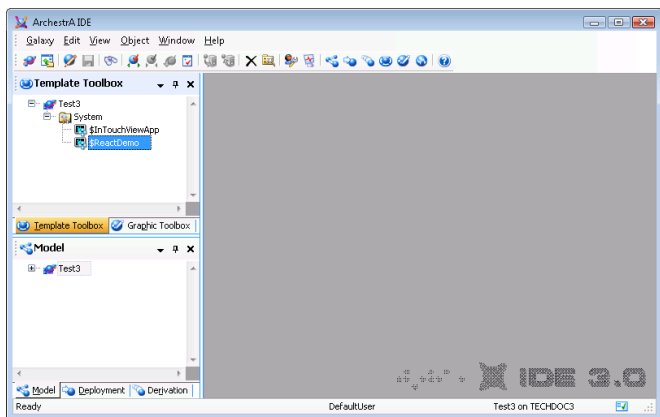 ArchestrA IDE
Galaxy Edit View Object Window Help
Template Toolbox
Test3
System
$InTouchViewApp
$ReactDemo
Template Toolbox Graphic Toolbox
Model
Test3
IDE 3.0
Model Deployment Derivation
Ready DefaultUser Test3 on TECHDOC3